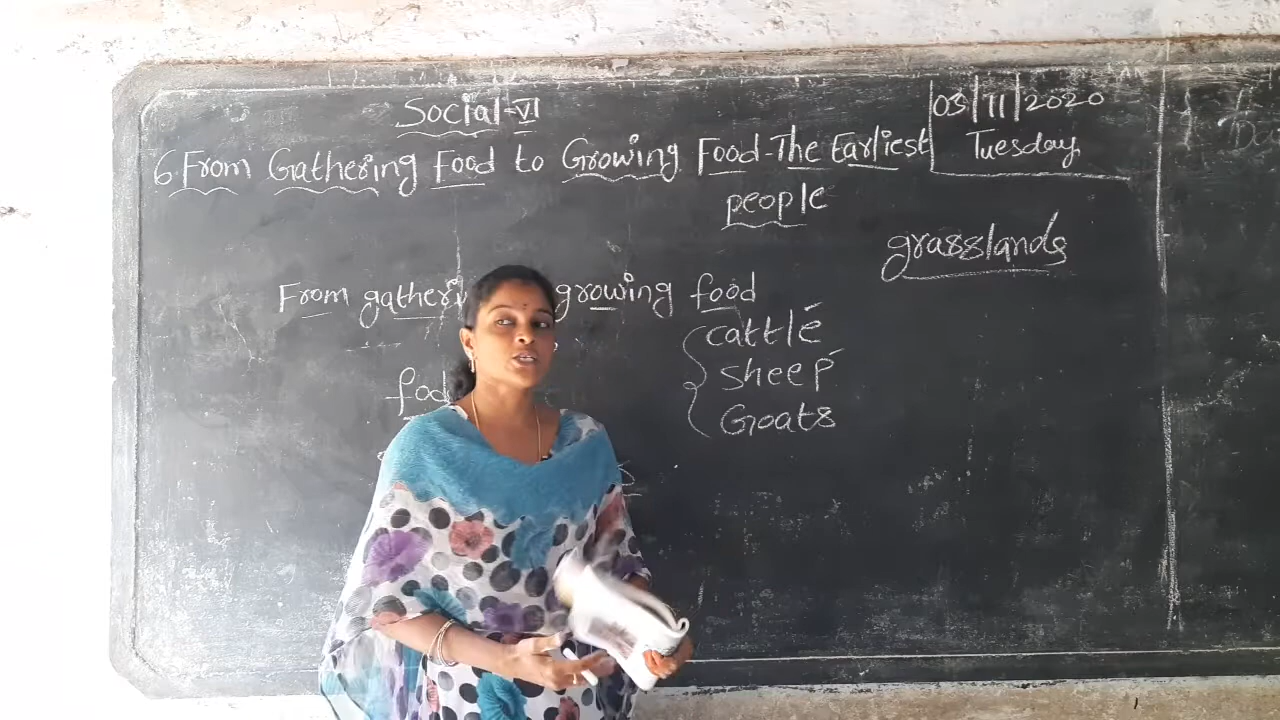 Social-VI
03/11/2020
Tuesday
6. From Gathering Food to Growing Food-The Earliest
people
grasslands
From growing food
cattle
sheep
Goats